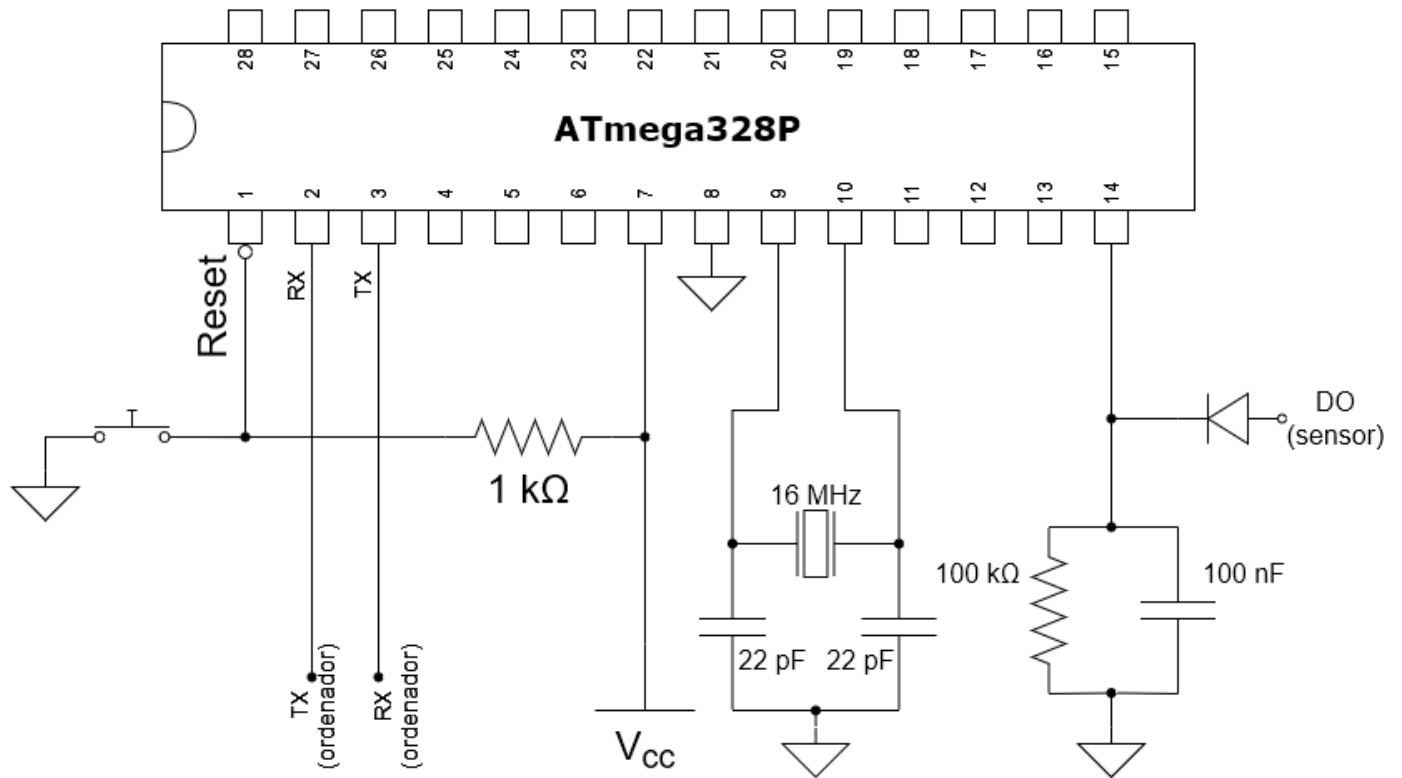 28 27 26 25 24 23 22 21 20 19 18 17 16 15
ATmega328P
1 2 3 4 5 6 7 8 9 10 11 12 13 14
Reset
RX
TX
DO
(sensor)
1 kΩ
16 MHz
100 kΩ
100 nF
22 pF
22 pF
TX
(ordenador)
RX
(ordenador)
VCC